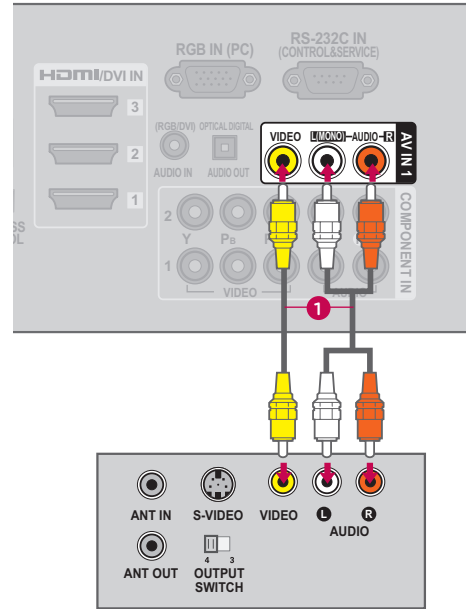 RGB IN (PC)
RS-232C IN
(CONTROL&SERVICE)
HDMI/DVI IN
3
2
1
(RGB/DVI) OPTICAL DIGITAL
AUDIO IN AUDIO OUT
VIDEO L(MONO) AUDIO R
AV IN 1
COMPONENT IN
2
Y PB
1
VIDEO
1
ANT IN S-VIDEO VIDEO L R
AUDIO
ANT OUT
4 3
OUTPUT
SWITCH